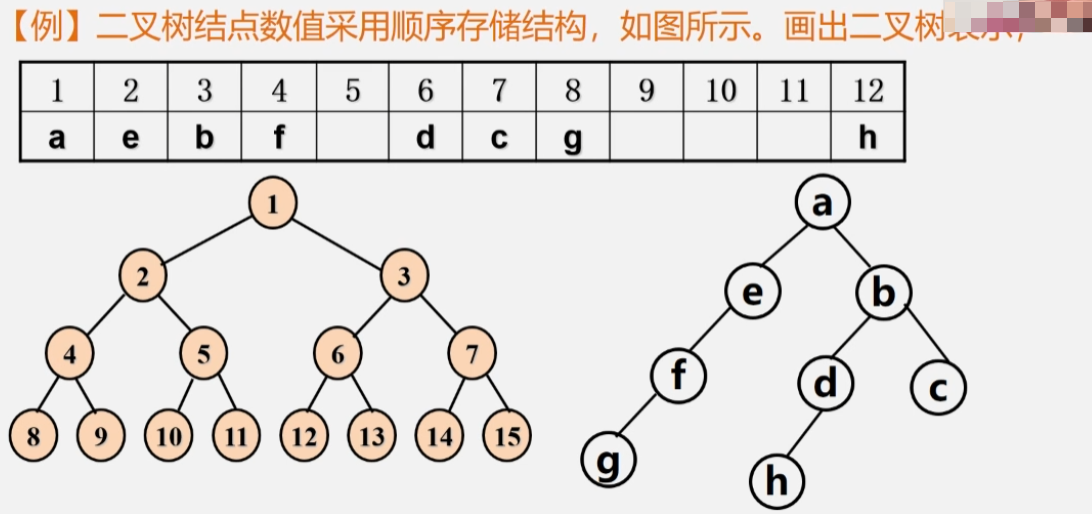 【例】二叉树结点数值采用顺序存储结构，如图所示。画出二叉树表示，
1 2 3 4 5 6 7 8 9 10 11 12
a e b f d c g h
1
2 3
4 5 6 7
8 9 10 11 12 13 14 15
a
e b
f d c
g h